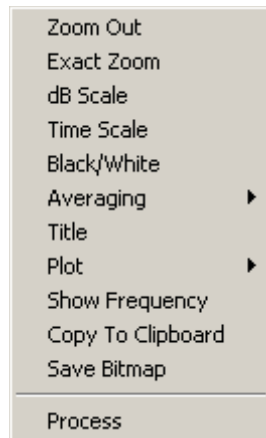 Zoom Out
Exact Zoom
dB Scale
Time Scale
Black/White
Averaging
Title
Plot
Show Frequency
Copy To Clipboard
Save Bitmap
Process